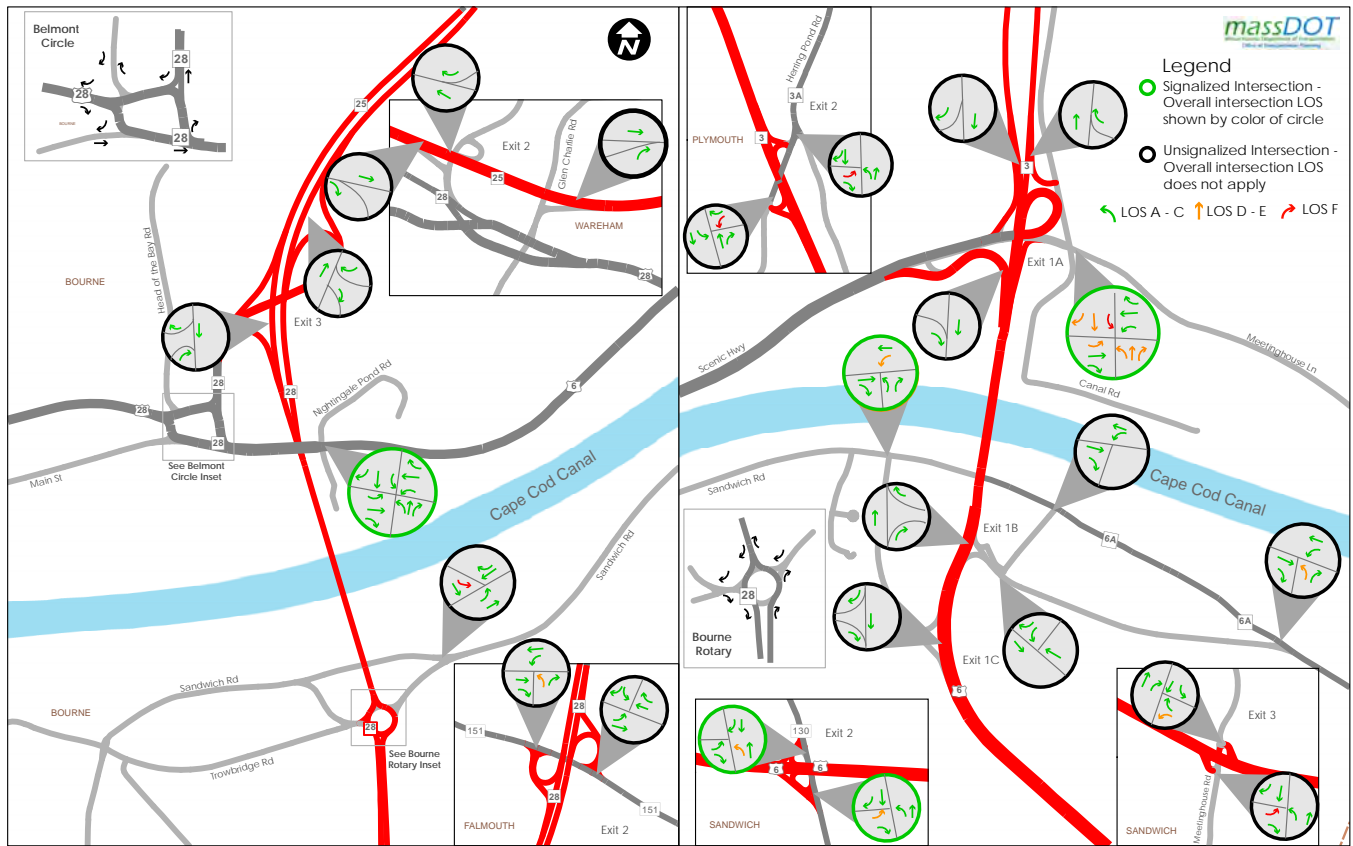 Belmont
Circle
28
28
28
BOURNE
N
25
Exit 2
25
Glen Charlie Rd
28
WAREHAM
28
Head of the Bay Rd
BOURNE
Exit 3
28
28
Nightingale Pond Rd
6
28
28
See Belmont
Circle Inset
Main St
Cape Cod Canal
Sandwich Rd
Sandwich Rd
BOURNE
28
See Bourne
Rotary Inset
Trowbridge Rd
151
28
28
151
FALMOUTH
Exit 2
Herring Pond Rd
3A
Exit 2
PLYMOUTH
3
massDOT
Legend
Signalized Intersection -
Overall intersection LOS
shown by color of circle
Unsignalized Intersection -
Overall intersection LOS
does not apply
LOS A - C
LOS D - E
LOS F
3
Exit 1A
Scenic Hwy
Meetinghouse Ln
Canal Rd
Sandwich Rd
Cape Cod Canal
Exit 1B
6A
28
Bourne
Rotary
6A
Exit 1C
6
130
Exit 2
6
6
SANDWICH
Exit 3
Meetinghouse Rd
SANDWICH